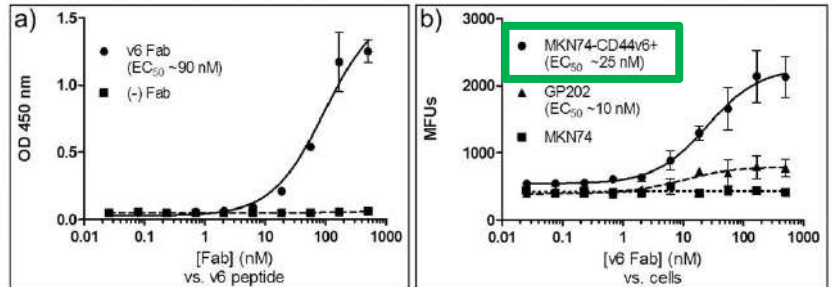 a)
1.5
1.0
0.5
0.0
OD 450 nm
v6 Fab
(EC₅₀ ~90 nM)
(-) Fab
0.01 0.1 1 10 100 1000
[Fab] (nM)
vs. v6 peptide
b)
3000
2000
1000
0
MFUs
MKN74-CD44v6+
(EC₅₀ ~25 nM)
GP202
(EC₅₀ ~10 nM)
MKN74
0.01 0.1 1 10 100 1000
[v6 Fab] (nM)
vs. cells